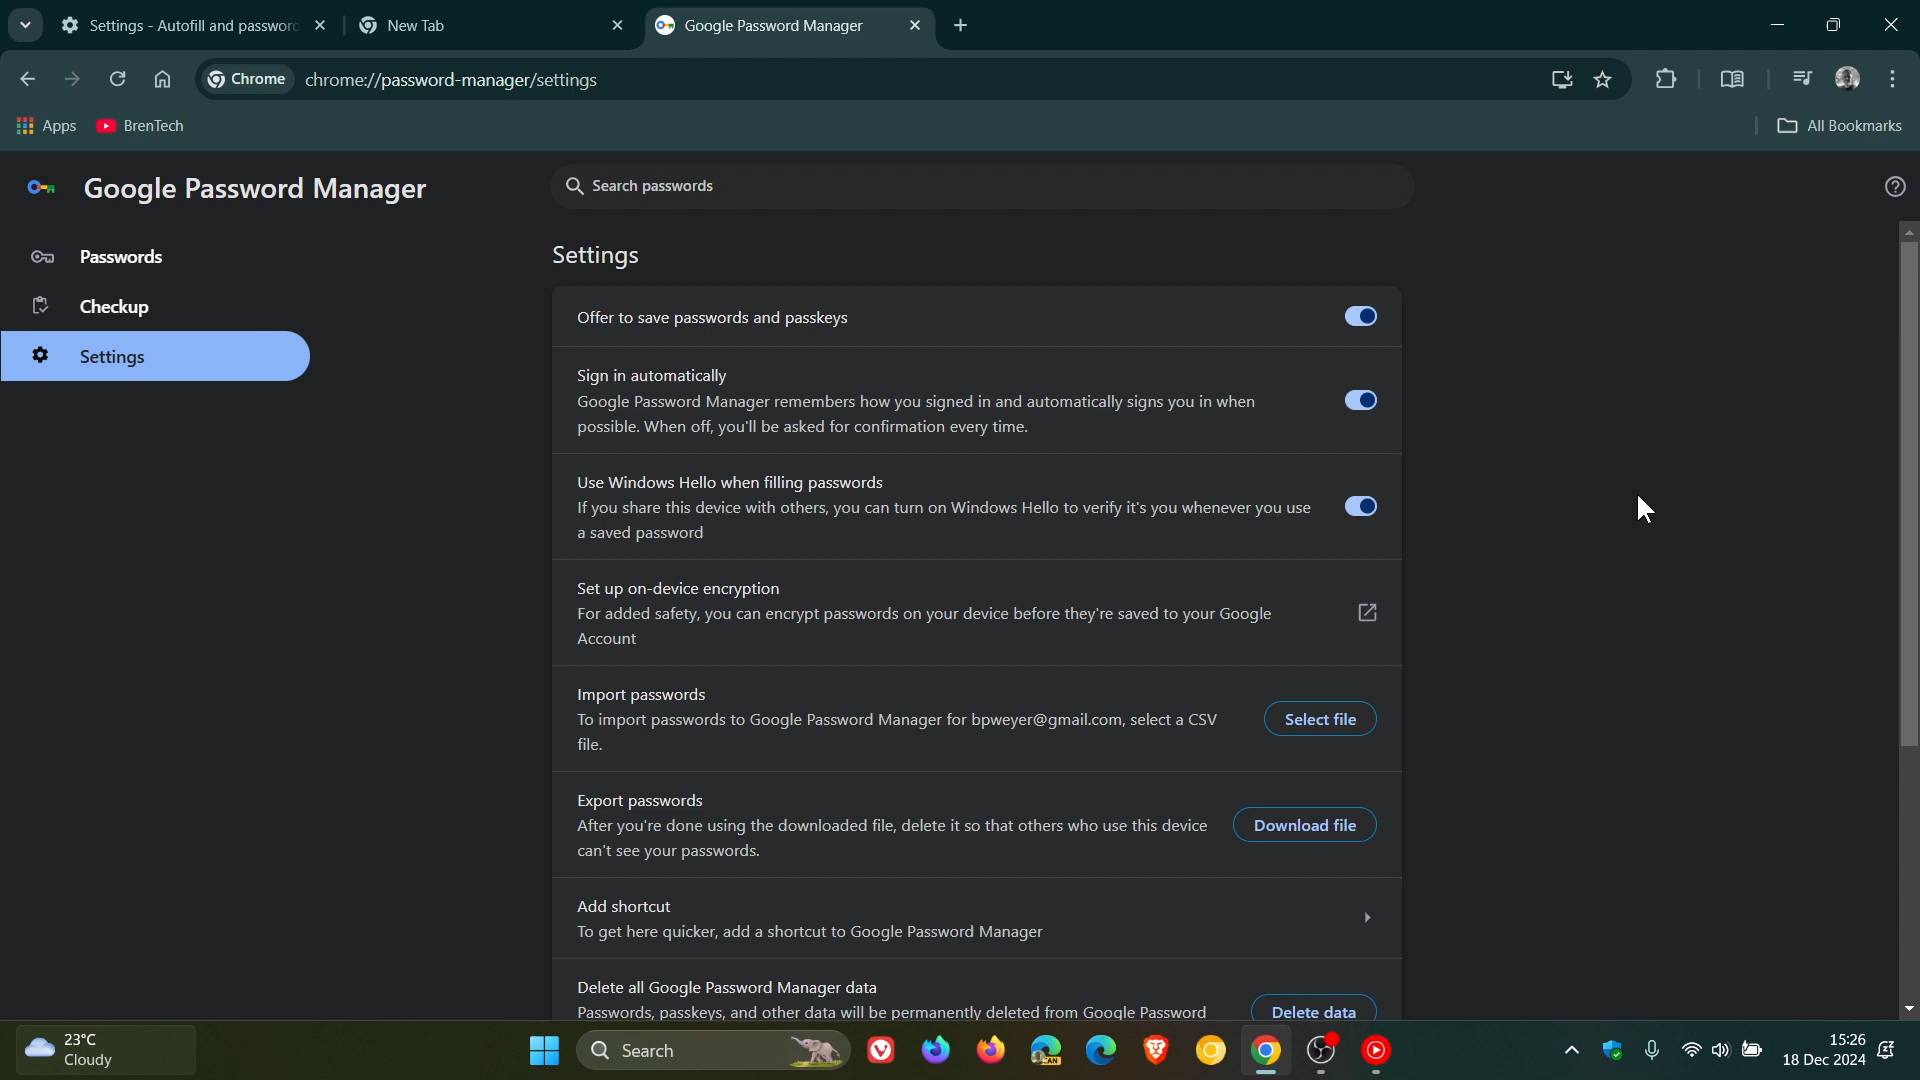 Settings - Autofill and password
New Tab
Google Password Manager
Chrome
chrome://password-manager/settings
Apps
BrenTech
All Bookmarks
Google Password Manager
Search passwords
Passwords
Checkup
Settings
Settings
Offer to save passwords and passkeys
Sign in automatically
Google Password Manager remembers how you signed in and automatically signs you in when
possible. When off, you'll be asked for confirmation every time.
Use Windows Hello when filling passwords
If you share this device with others, you can turn on Windows Hello to verify it's you whenever you use
a saved password
Set up on-device encryption
For added safety, you can encrypt passwords on your device before they're saved to your Google
Account
Import passwords
To import passwords to Google Password Manager for bpweyer@gmail.com, select a CSV
file.
Select file
Export passwords
After you're done using the downloaded file, delete it so that others who use this device
can't see your passwords.
Download file
Add shortcut
To get here quicker, add a shortcut to Google Password Manager
Delete all Google Password Manager data
Passwords, passkeys, and other data will be permanently deleted from Google Password
Delete data
23°C
Cloudy
Search
CAN
15:26
18 Dec 2024